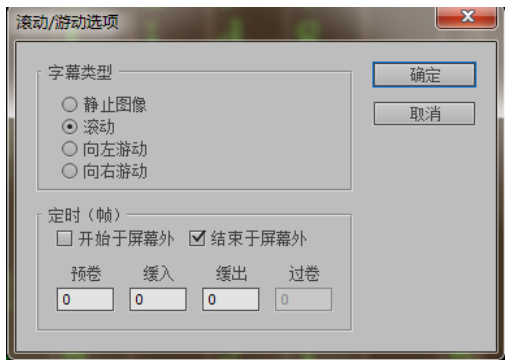 滚动/游动选项
字幕类型
静止图像
滚动
向左游动
向右游动
确定
取消
定时（帧）
开始于屏幕外 结束于屏幕外
预卷 缓入 缓出 过卷
0 0 0 0